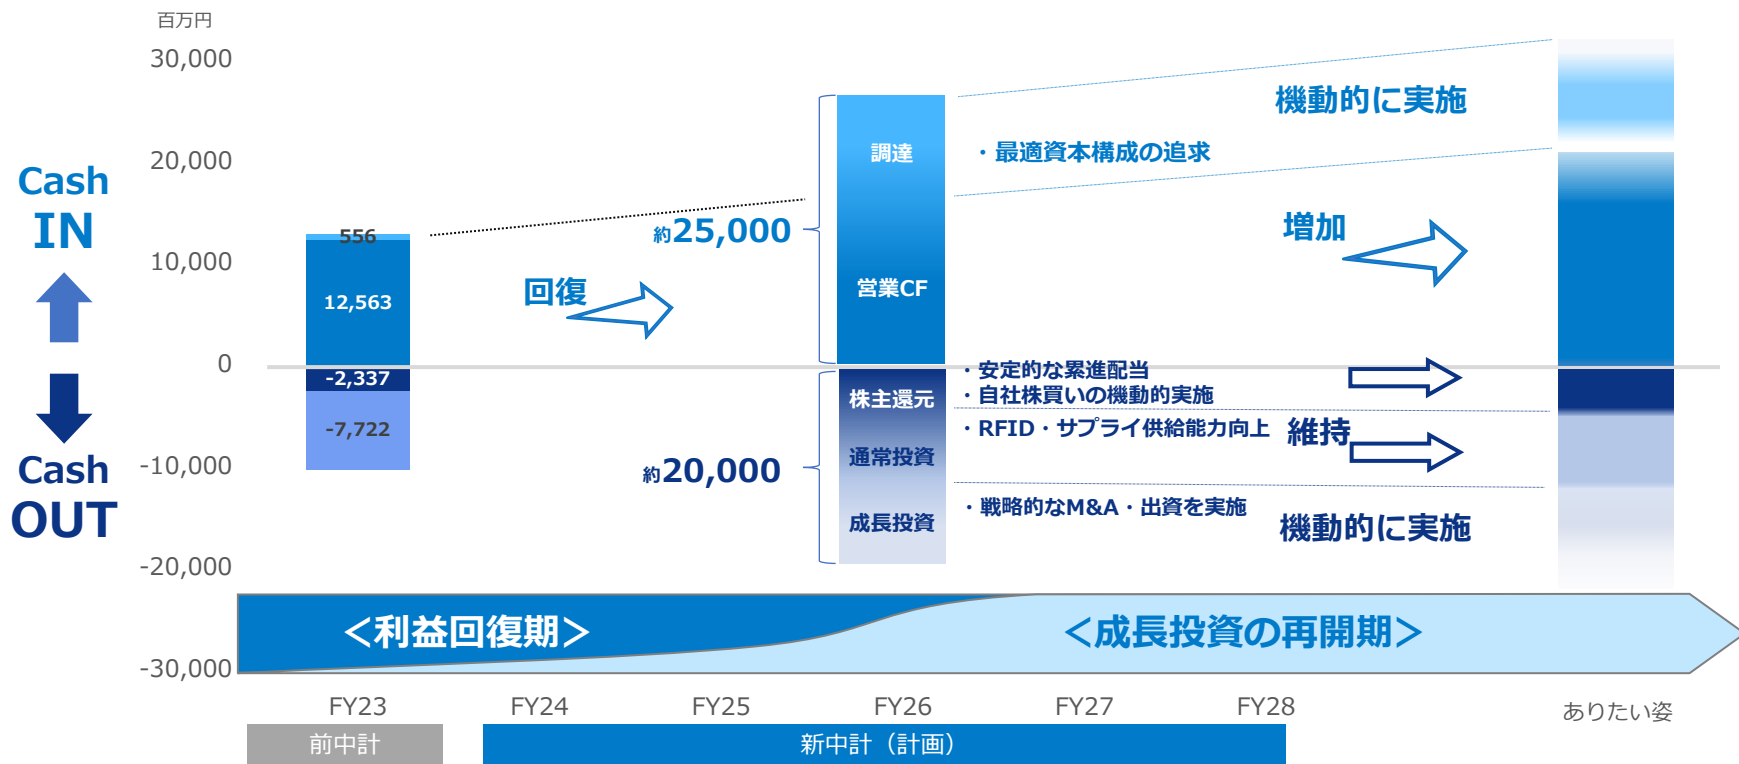 百万円
30,000
20,000
10,000
0
-10,000
-20,000
-30,000
Cash
IN
Cash
OUT
556
12,563
-2,337
-7,722
回復
約25,000
約20,000
調達
営業CF
株主還元
通常投資
成長投資
・最適資本構成の追求
機動的に実施
増加
・安定的な累進配当
・自社株買いの機動的実施
・RFID・サプライ供給能力向上
維持
・戦略的なM&A・出資を実施
機動的に実施
＜利益回復期＞
＜成長投資の再開期＞
FY23
FY24
FY25
FY26
FY27
FY28
ありたい姿
前中計
新中計（計画）